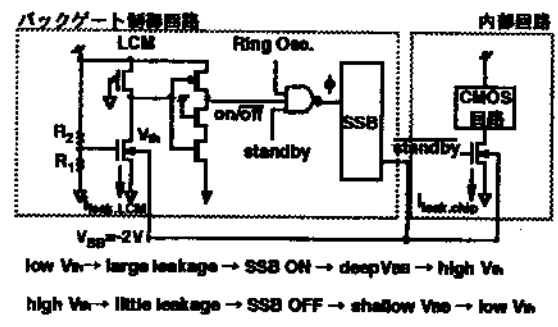 バックゲート制御回路
内部回路
LCM
Ring Osc.
φ
CMOS
回路
SSB
on/off
standby
standby
R2
R1
Vth
Ileak.LCM
Ileak.chip
VBB=-2V
low Vth→ large leakage → SSB ON → deep VBB → high Vth
high Vth→ little leakage → SSB OFF → shallow VBB → low Vth